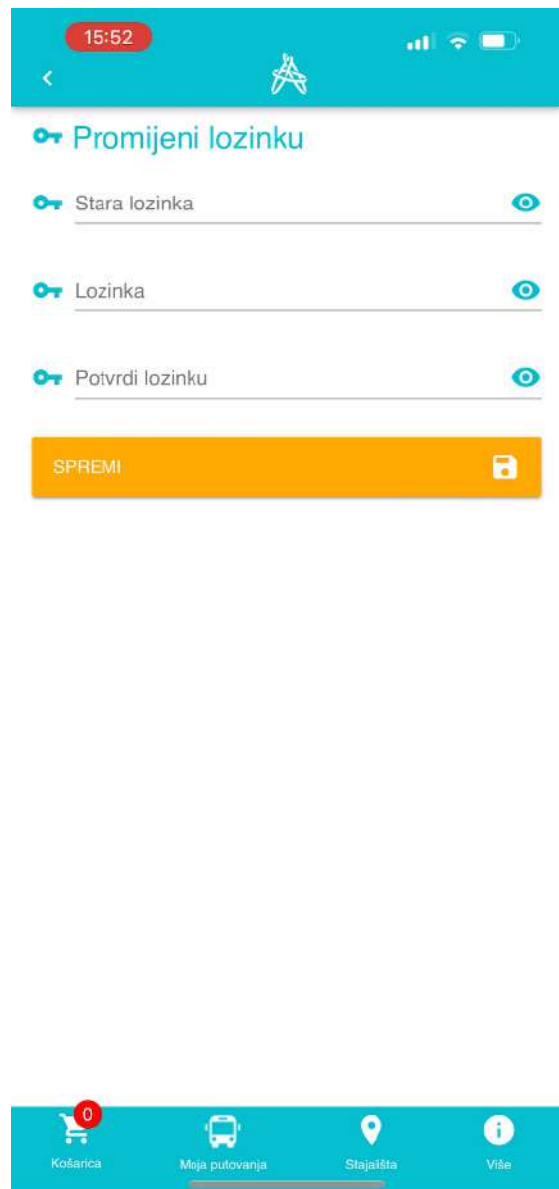 15:52
Promijeni lozinku
Stara lozinka
Lozinka
Potvrdi lozinku
SPREMI
0
Košarica
Moja putovanja
Stajališta
Više